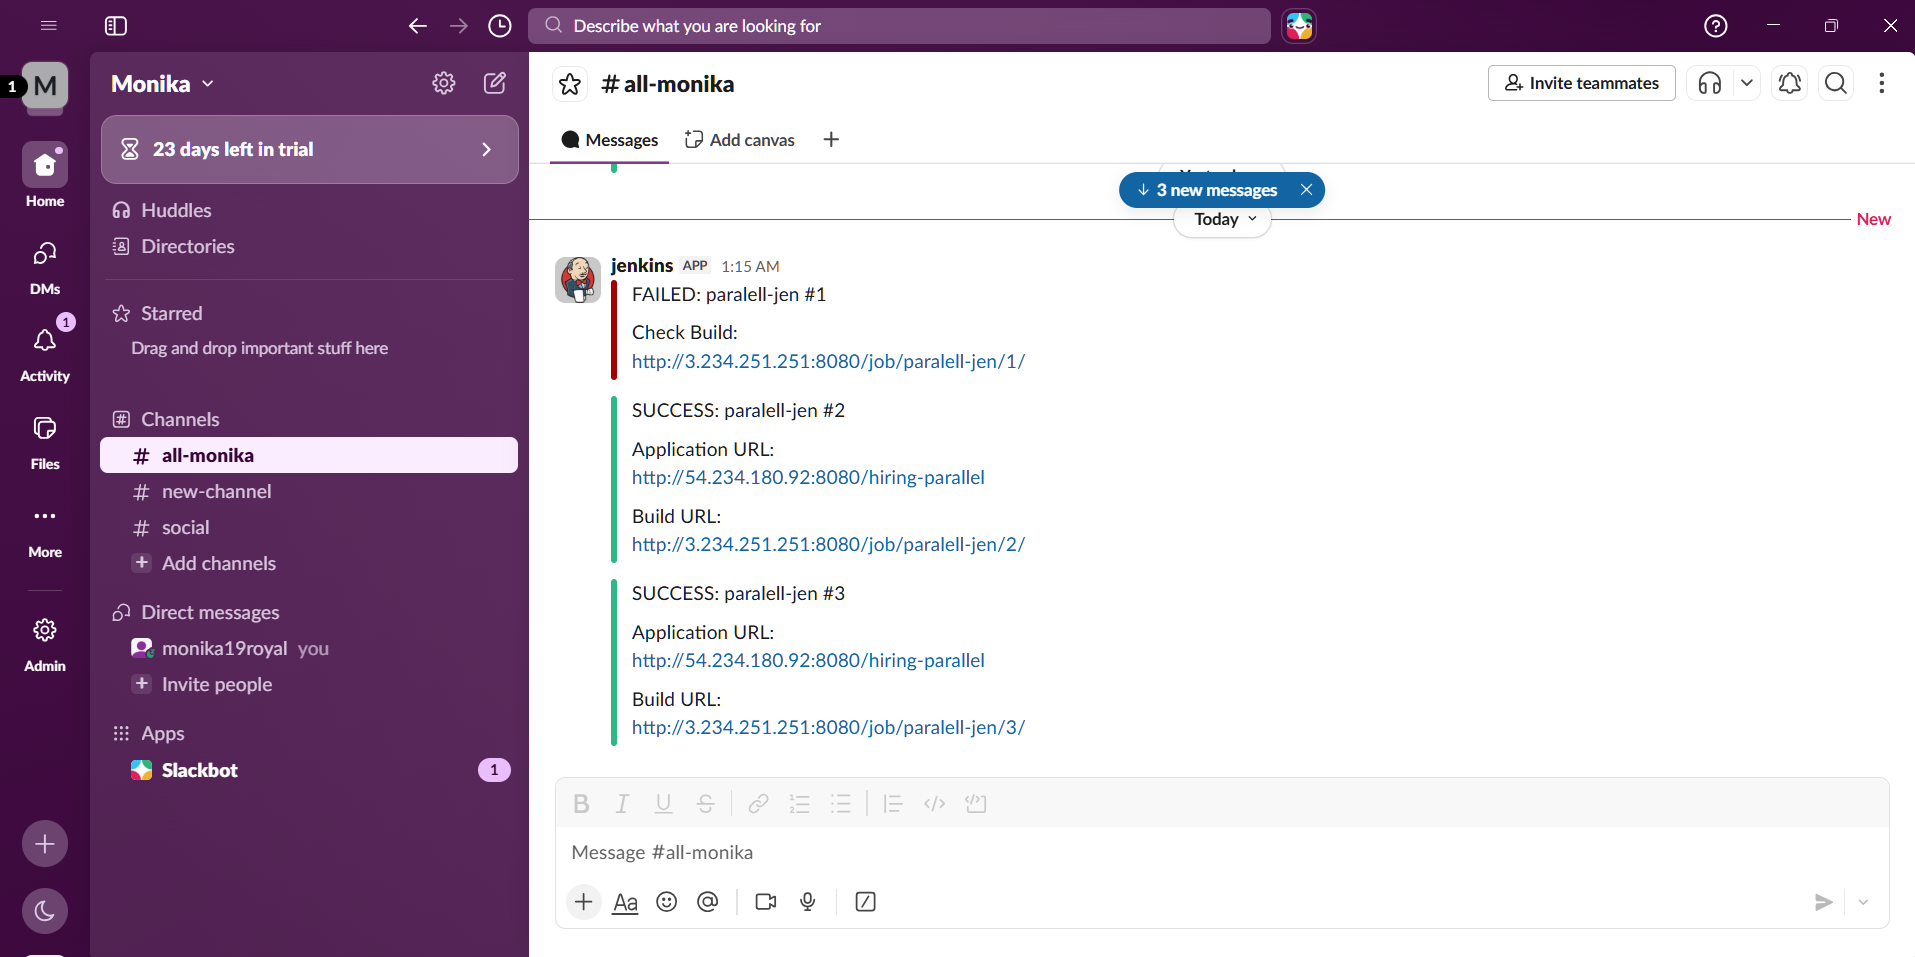 Describe what you are looking for
1
M
Home
DMs
1
Activity
Files
More
Admin
Monika
23 days left in trial
Huddles
Directories
Starred
Drag and drop important stuff here
Channels
# all-monika
# new-channel
# social
+ Add channels
Direct messages
monika19royal you
+ Invite people
Apps
Slackbot 1
# all-monika
Invite teammates
Messages
Add canvas
3 new messages
Today
New
jenkins APP 1:15 AM
FAILED: paralell-jen #1
Check Build:
http://3.234.251.251:8080/job/paralell-jen/1/
SUCCESS: paralell-jen #2
Application URL:
http://54.234.180.92:8080/hiring-parallel
Build URL:
http://3.234.251.251:8080/job/paralell-jen/2/
SUCCESS: paralell-jen #3
Application URL:
http://54.234.180.92:8080/hiring-parallel
Build URL:
http://3.234.251.251:8080/job/paralell-jen/3/
B I U S
Message #all-monika
Aa